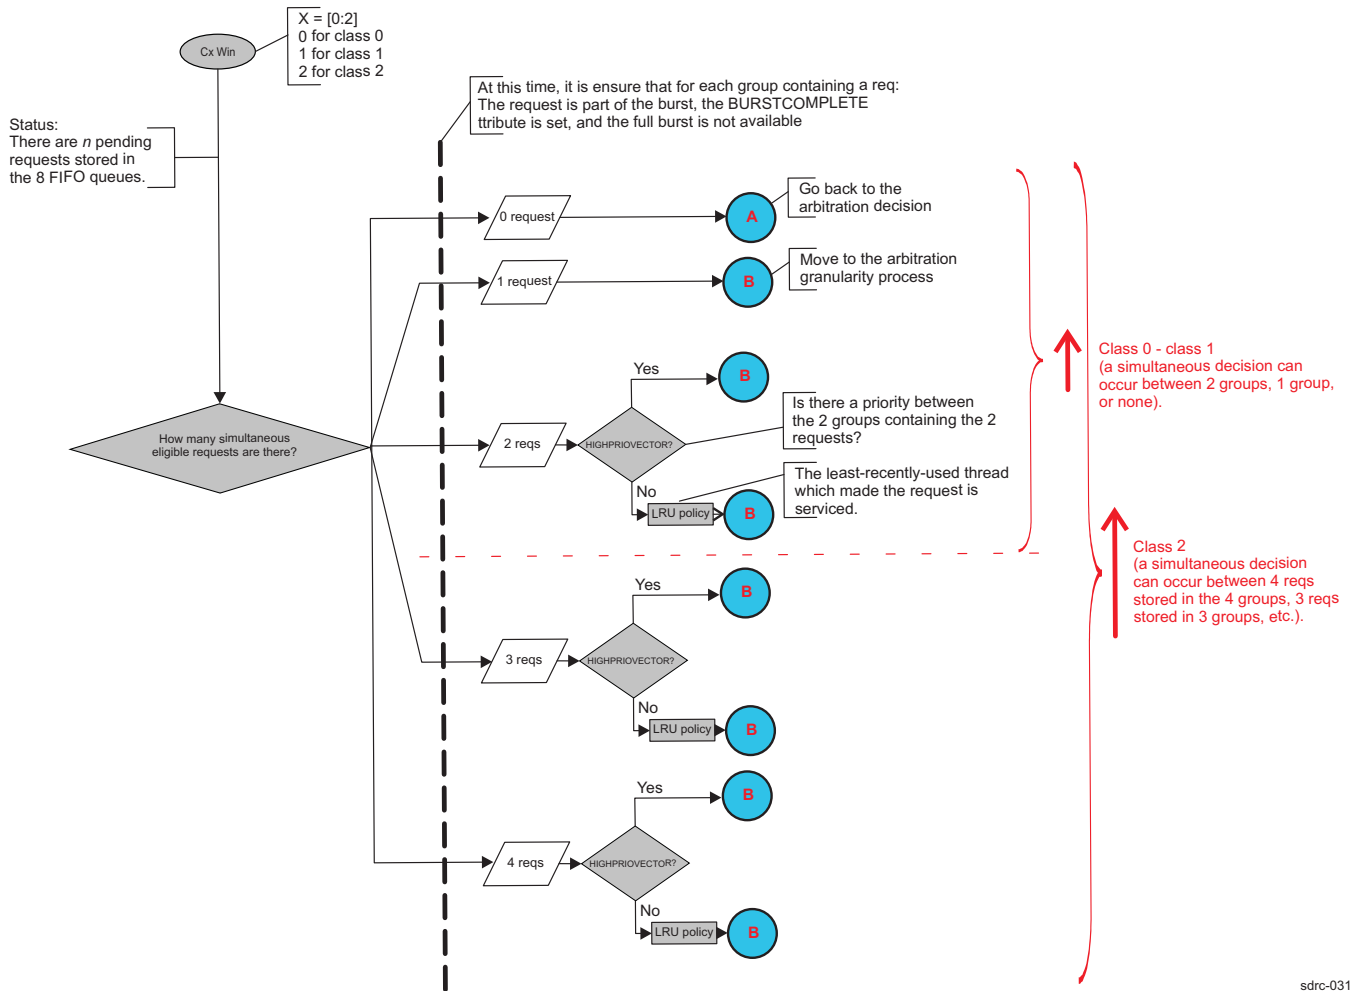 X = [0:2]
0 for class 0
1 for class 1
2 for class 2
Cx Win
At this time, it is ensure that for each group containing a req:
The request is part of the burst, the BURSTCOMPLETE
ttribute is set, and the full burst is not available
Status:
There are n pending
requests stored in
the 8 FIFO queues.
0 request
A
Go back to the
arbitration decision
1 request
B
Move to the arbitration
granularity process
How many simultaneous
eligible requests are there?
2 reqs
HIGHPRIOVECTOR?
Yes
B
Is there a priority between
the 2 groups containing the 2
requests?
No
LRU policy
B
The least-recently-used thread
which made the request is
serviced.
Class 0 - class 1
(a simultaneous decision can
occur between 2 groups, 1 group,
or none).
3 reqs
HIGHPRIOVECTOR?
Yes
B
No
LRU policy
B
Class 2
(a simultaneous decision
can occur between 4 reqs
stored in the 4 groups, 3 reqs
stored in 3 groups, etc.).
4 reqs
HIGHPRIOVECTOR?
Yes
B
No
LRU policy
B
sdrc-031